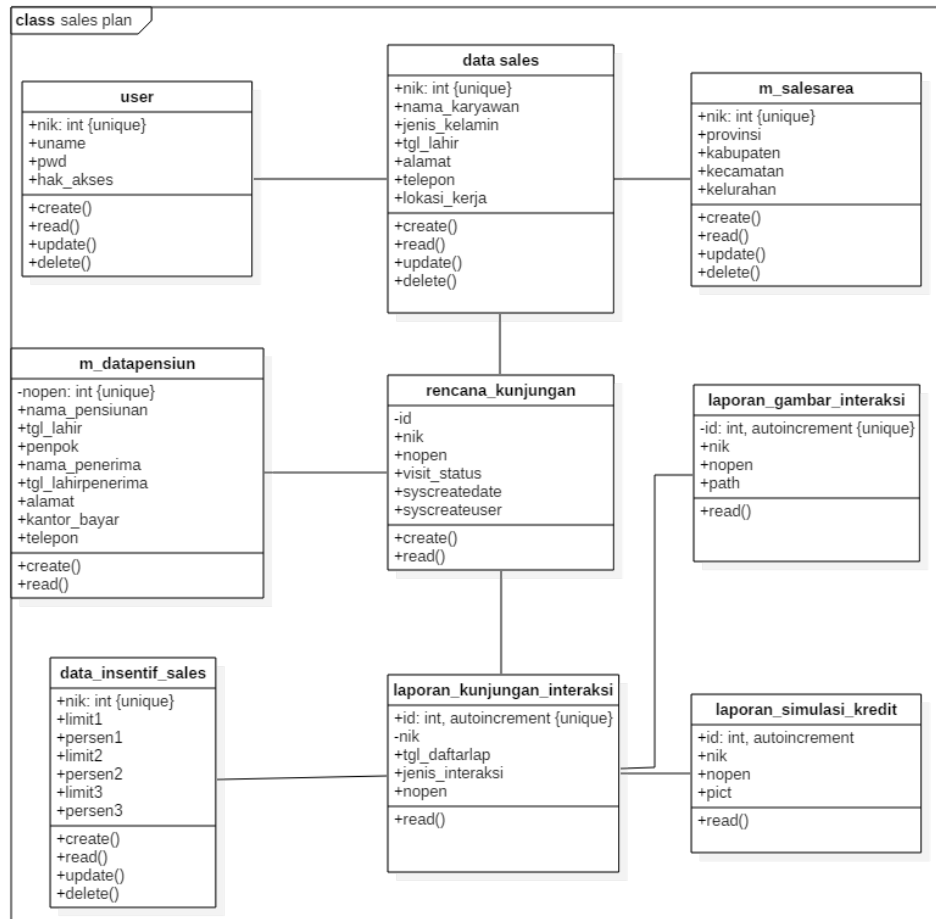 class sales plan
user
+nik: int {unique}
+uname
+pwd
+hak_akses
+create()
+read()
+update()
+delete()
data sales
+nik: int {unique}
+nama_karyawan
+jenis_kelamin
+tgl_lahir
+alamat
+telepon
+lokasi_kerja
+create()
+read()
+update()
+delete()
m_salesarea
+nik: int {unique}
+provinsi
+kabupaten
+kecamatan
+kelurahan
+create()
+read()
+update()
+delete()
m_datapensiun
-nopen: int {unique}
+nama_pensiunan
+tgl_lahir
+penpok
+nama_penerima
+tgl_lahirpenerima
+alamat
+kantor_bayar
+telepon
+create()
+read()
rencana_kunjungan
-id
+nik
+nopen
+visit_status
+syscreatedate
+syscreateuser
+create()
+read()
laporan_gambar_interaksi
-id: int, autoincrement {unique}
+nik
+nopen
+path
+read()
data_insentif_sales
+nik: int {unique}
+limit1
+persen1
+limit2
+persen2
+limit3
+persen3
+create()
+read()
+update()
+delete()
laporan_kunjungan_interaksi
+id: int, autoincrement {unique}
-nik
+tgl_daftarlap
+jenis_interaksi
+nopen
+read()
laporan_simulasi_kredit
+id: int, autoincrement
+nik
+nopen
+pict
+read()